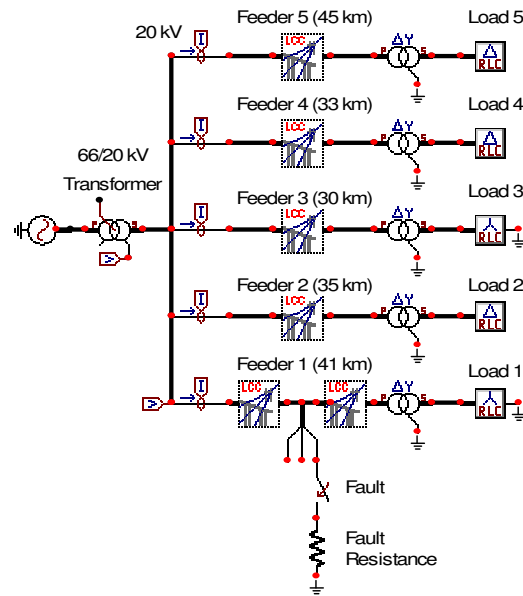 Feeder 5 (45 km)
Load 5
20 kV
I
LCC
P
Δ Y
S
RLC
Feeder 4 (33 km)
Load 4
I
LCC
P
Δ Y
S
RLC
66/20 kV
Transformer
Feeder 3 (30 km)
Load 3
P
S
I
LCC
P
Δ Y
S
RLC
Feeder 2 (35 km)
Load 2
I
LCC
P
Δ Y
S
RLC
Feeder 1 (41 km)
Load 1
I
LCC
LCC
P
Δ Y
S
RLC
Fault
Fault
Resistance